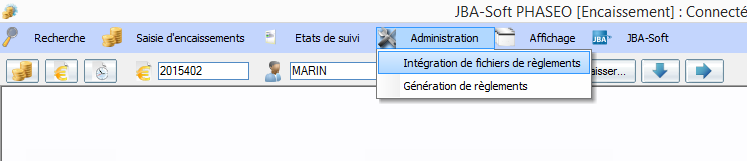 JBA-Soft PHASEO [Encaissement] : Connecté
Recherche Saisie d'encaissements Etats de suivi Administration Affichage JBA JBA-Soft
2015402 MARIN aisser...
Intégration de fichiers de règlements
Génération de règlements